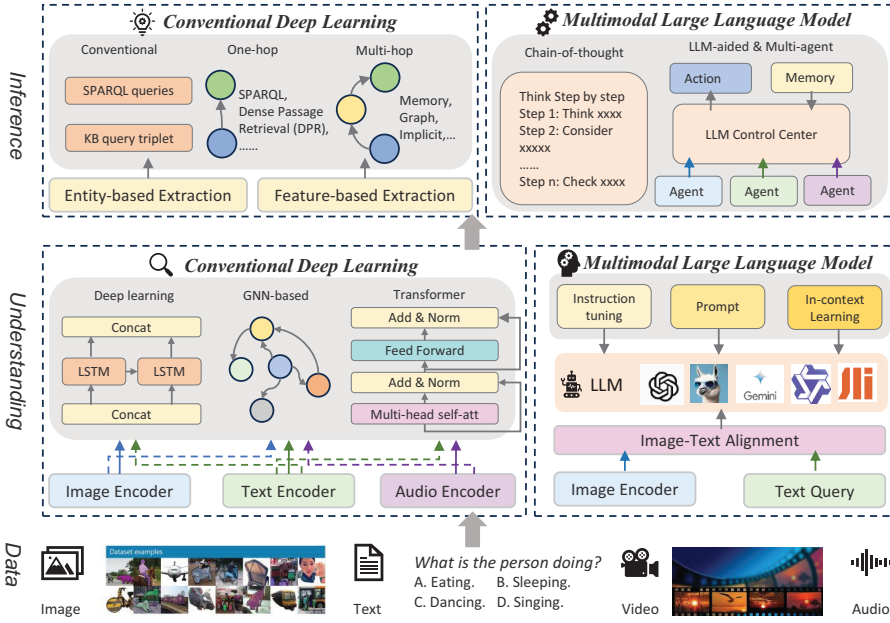 Conventional Deep Learning
Multimodal Large Language Model
Inference
Conventional
One-hop
Multi-hop
SPARQL queries
KB query triplet
SPARQL,
Dense Passage
Retrieval (DPR),
......
Memory,
Graph,
Implicit,...
Entity-based Extraction
Feature-based Extraction
Chain-of-thought
LLM-aided & Multi-agent
Think Step by step
Step 1: Think xxxx
Step 2: Consider
xxxxx
......
Step n: Check xxxx
Action
Memory
LLM Control Center
Agent
Agent
Agent
Understanding
Conventional Deep Learning
Multimodal Large Language Model
Deep learning
GNN-based
Transformer
Concat
LSTM
LSTM
Concat
Add & Norm
Feed Forward
Add & Norm
Multi-head self-att
Image Encoder
Text Encoder
Audio Encoder
Instruction
tuning
Prompt
In-context
Learning
LLM
Gemini
Image-Text Alignment
Image Encoder
Text Query
Data
Image
Dataset examples
Text
What is the person doing?
A. Eating. B. Sleeping.
C. Dancing. D. Singing.
Video
Audio